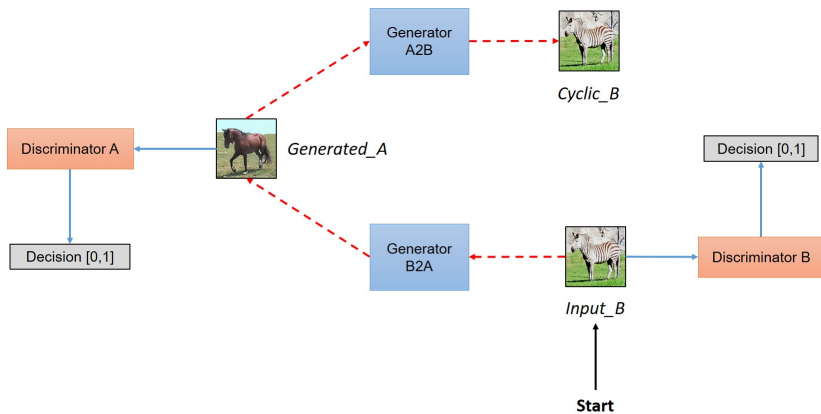 Generator
A2B
Cyclic_B
Discriminator A
Generated_A
Decision [0,1]
Decision [0,1]
Generator
B2A
Discriminator B
Input_B
Start